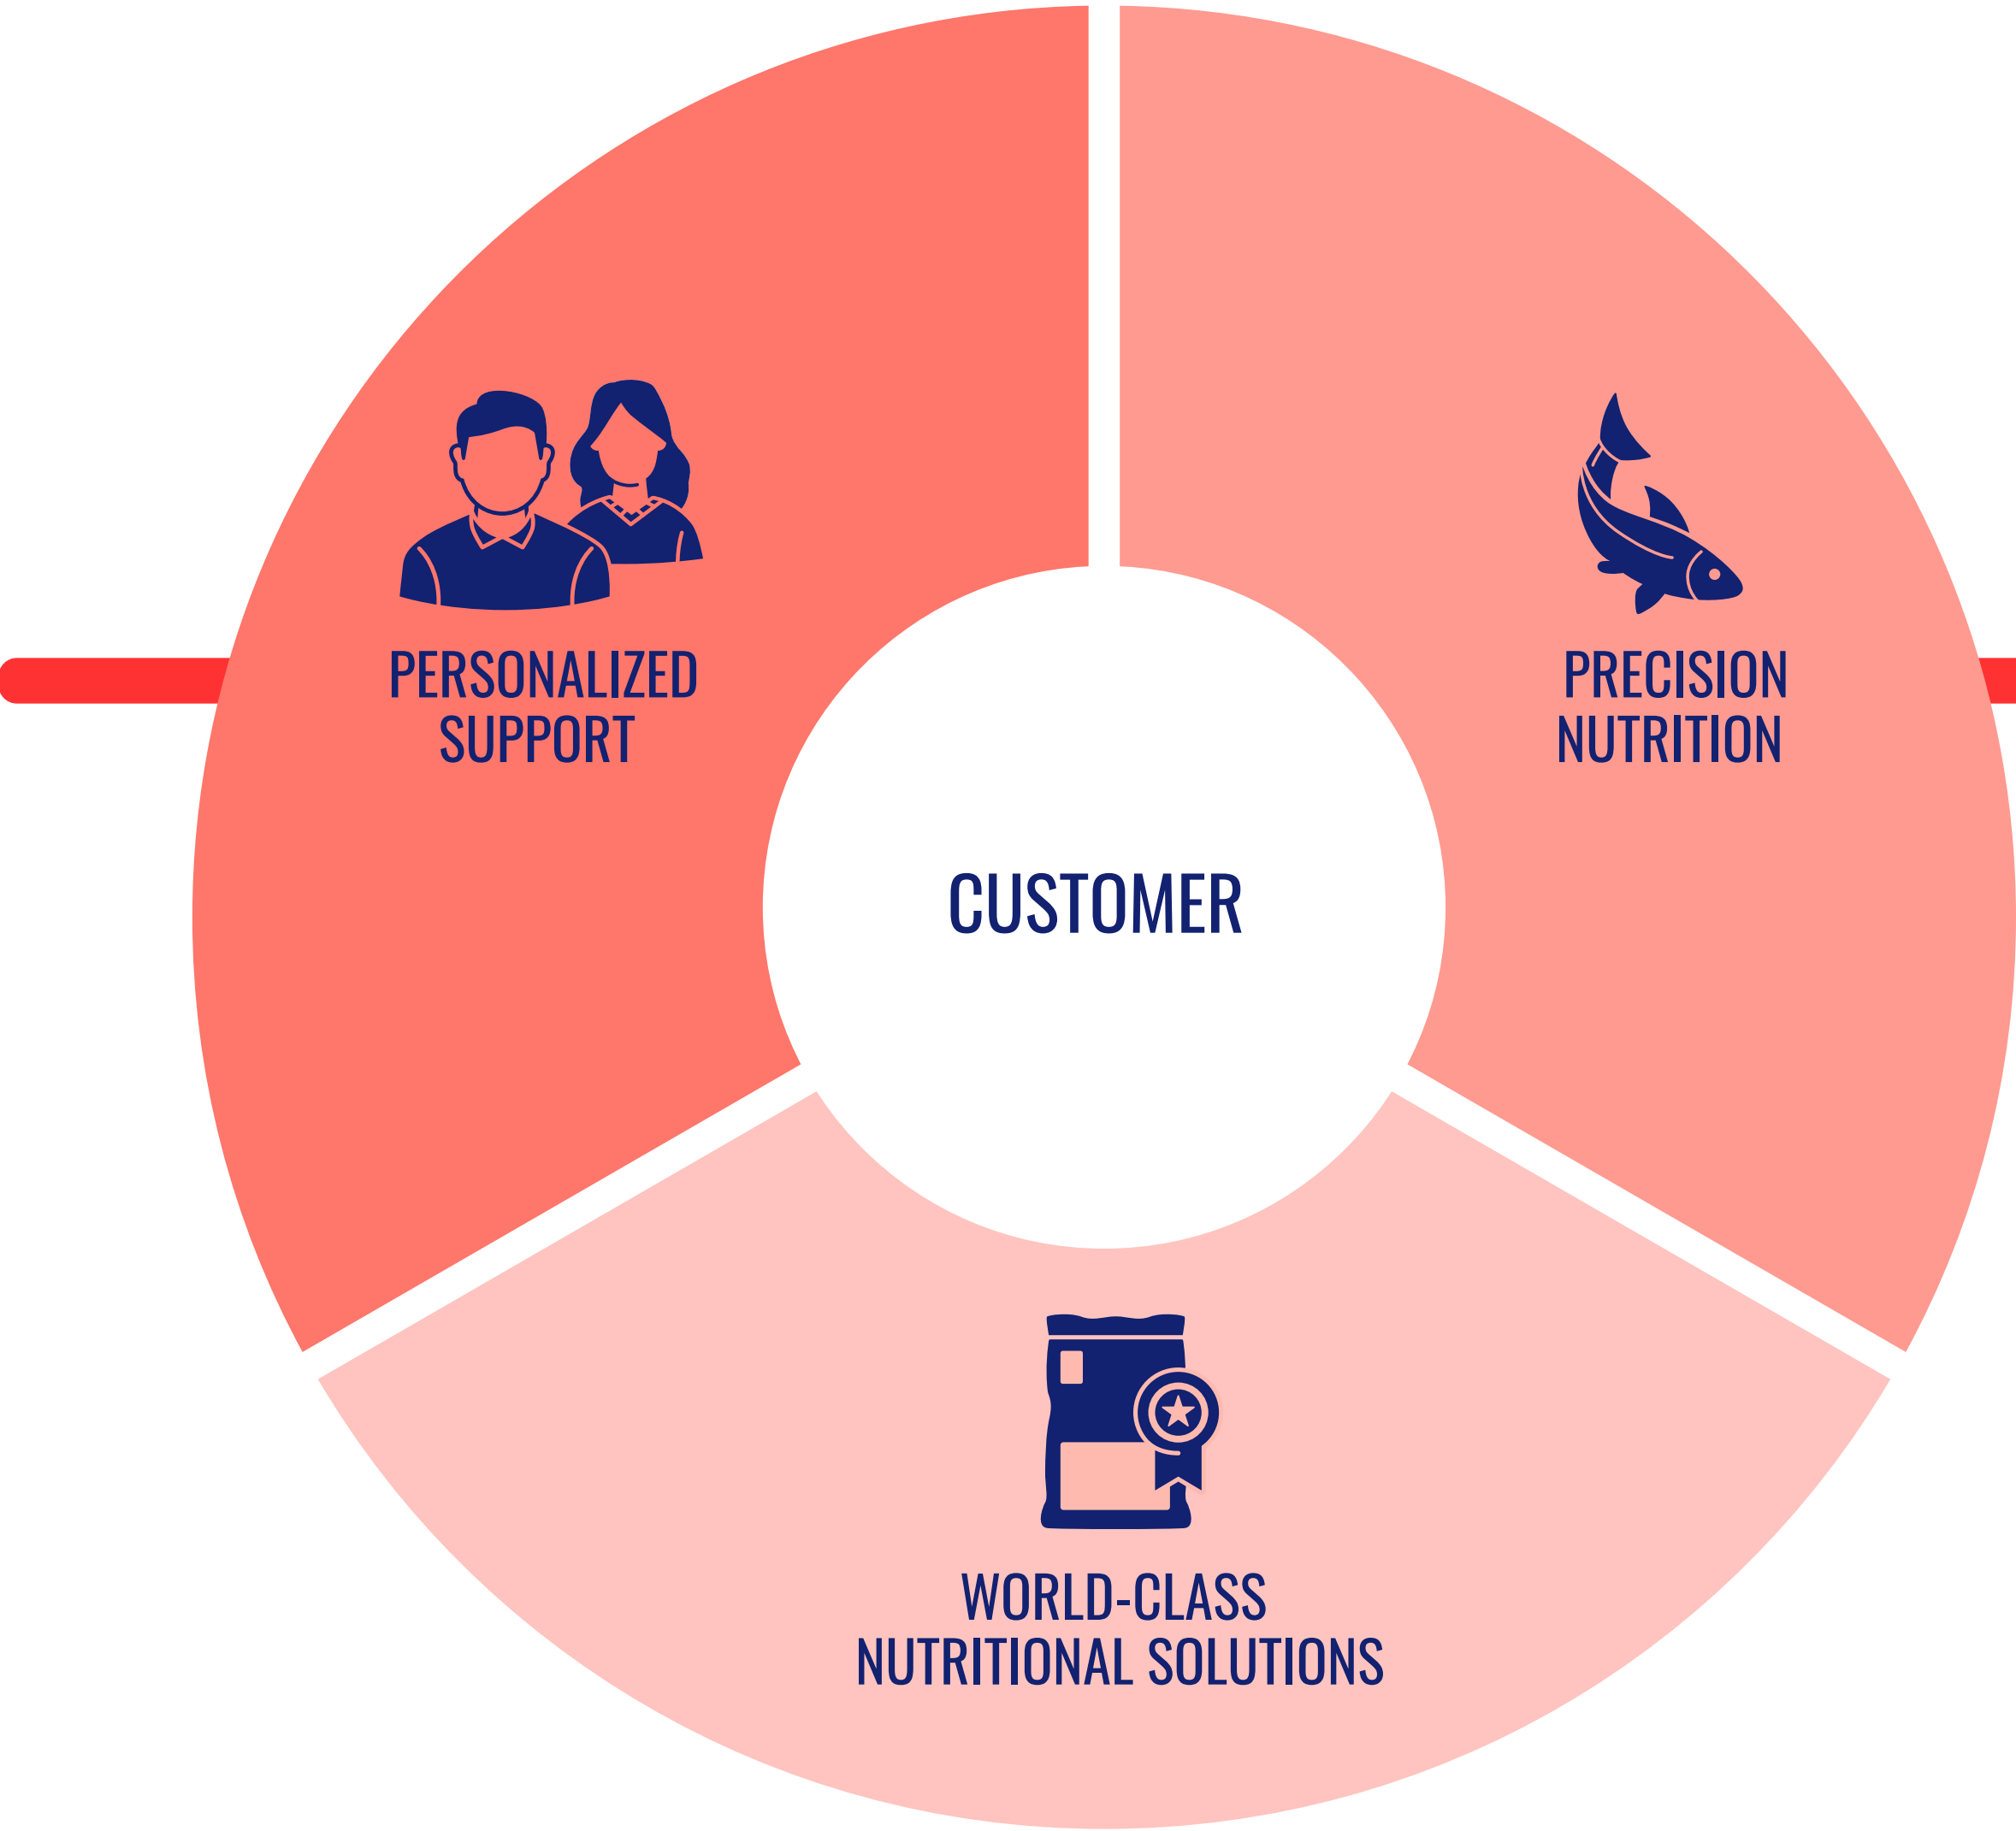 PERSONALIZED
SUPPORT
PRECISION
NUTRITION
CUSTOMER
WORLD-CLASS
NUTRITIONAL SOLUTIONS